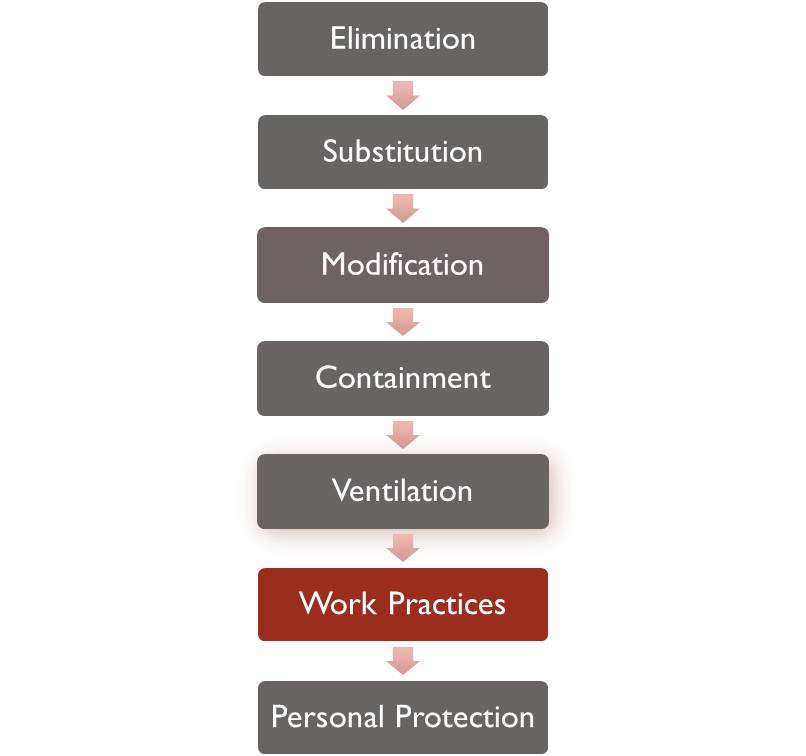 Elimination
Substitution
Modification
Containment
Ventilation
Work Practices
Personal Protection